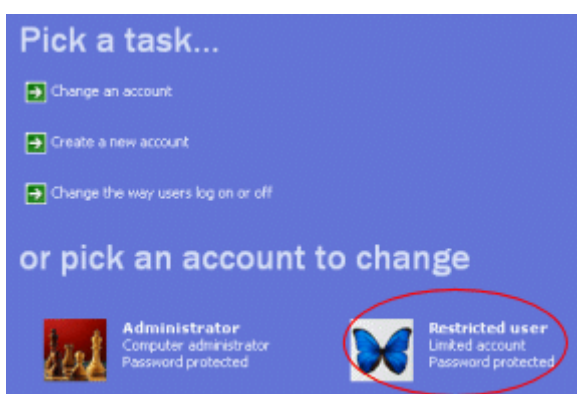 Pick a task...
Change an account
Create a new account
Change the way users log on or off
or pick an account to change
Administrator
Computer administrator
Password protected
Restricted user
Limited account
Password protected